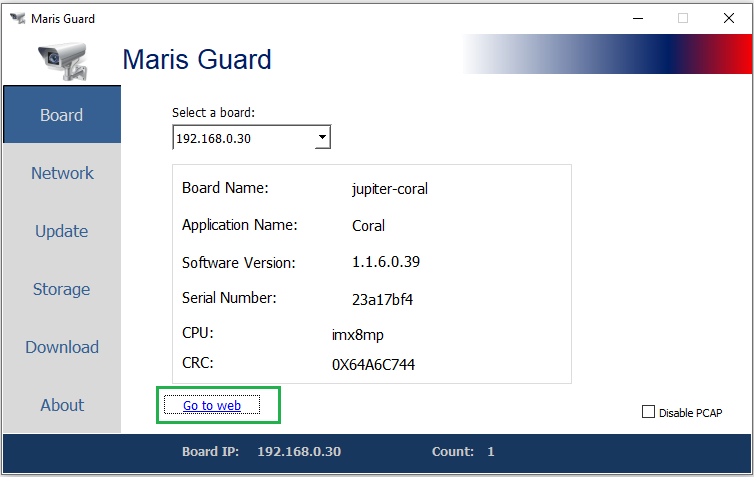 Maris Guard
Maris Guard
Board
Network
Update
Storage
Download
About
Select a board:
192.168.0.30
Board Name: jupiter-coral
Application Name: Coral
Software Version: 1.1.6.0.39
Serial Number: 23a17bf4
CPU: imx8mp
CRC: 0X64A6C744
Go to web
Disable PCAP
Board IP: 192.168.0.30 Count: 1